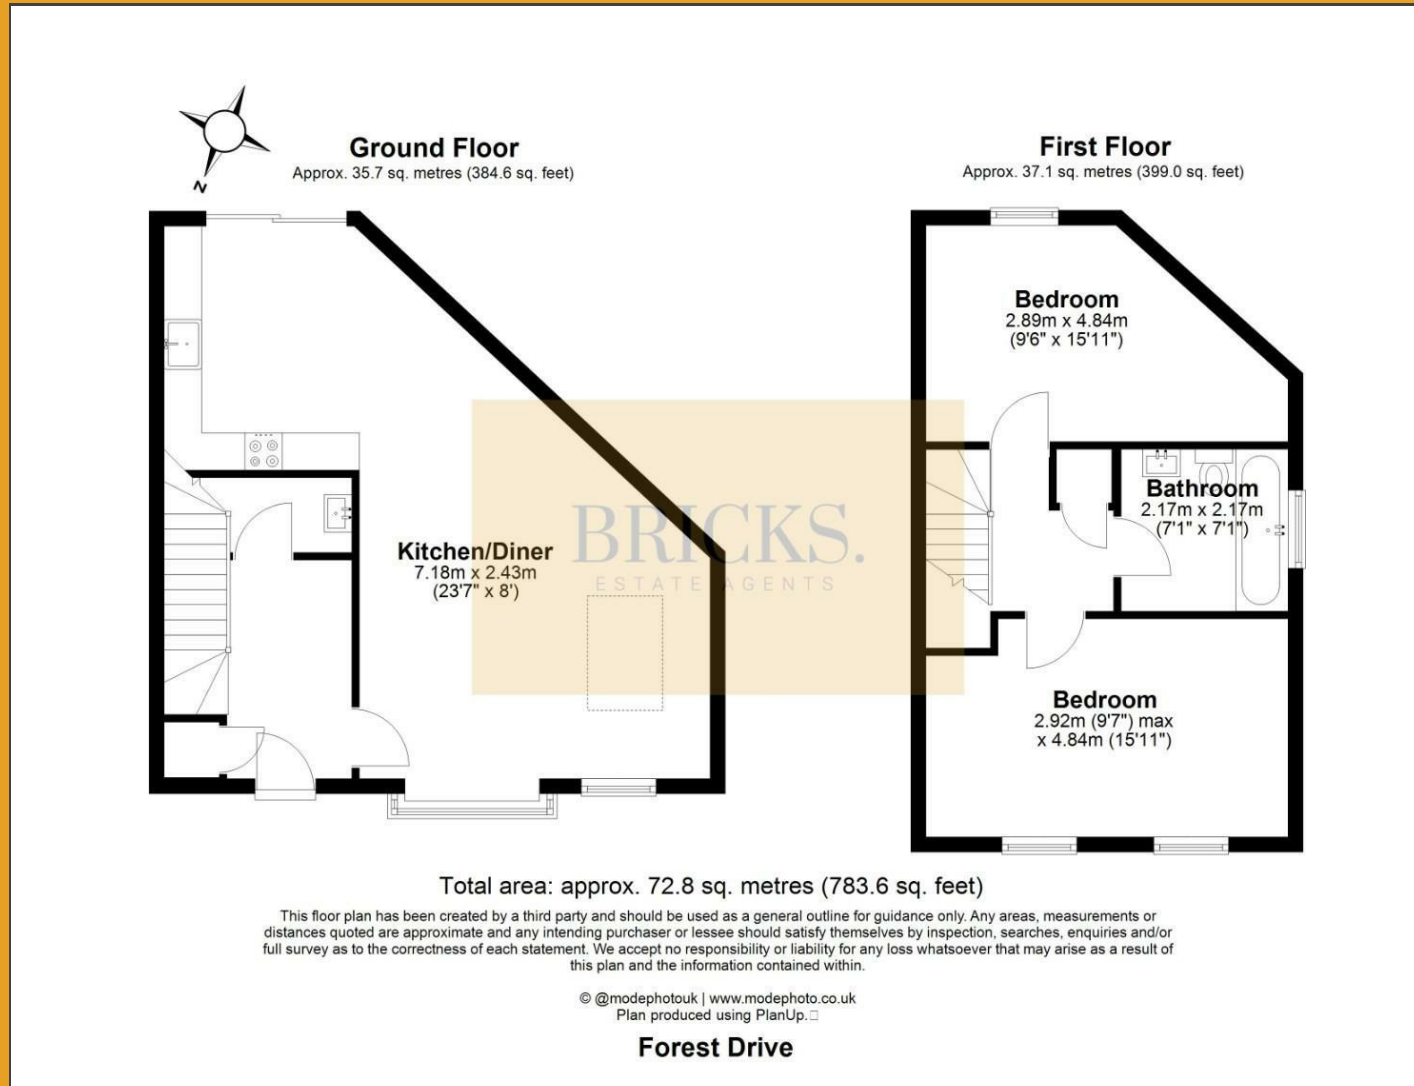 N
Ground Floor
Approx. 35.7 sq. metres (384.6 sq. feet)
First Floor
Approx. 37.1 sq. metres (399.0 sq. feet)
Bedroom
2.89m x 4.84m
(9'6" x 15'11")
Bathroom
2.17m x 2.17m
(7'1" x 7'1")
Kitchen/Diner
7.18m x 2.43m
(23'7" x 8')
BRICKS.
ESTATE AGENTS
Bedroom
2.92m (9'7") max
x 4.84m (15'11")
Total area: approx. 72.8 sq. metres (783.6 sq. feet)
This floor plan has been created by a third party and should be used as a general outline for guidance only. Any areas, measurements or
distances quoted are approximate and any intending purchaser or lessee should satisfy themselves by inspection, searches, enquiries and/or
full survey as to the correctness of each statement. We accept no responsibility or liability for any loss whatsoever that may arise as a result of
this plan and the information contained within.
© @modephotouk | www.modephoto.co.uk
Plan produced using PlanUp.
Forest Drive